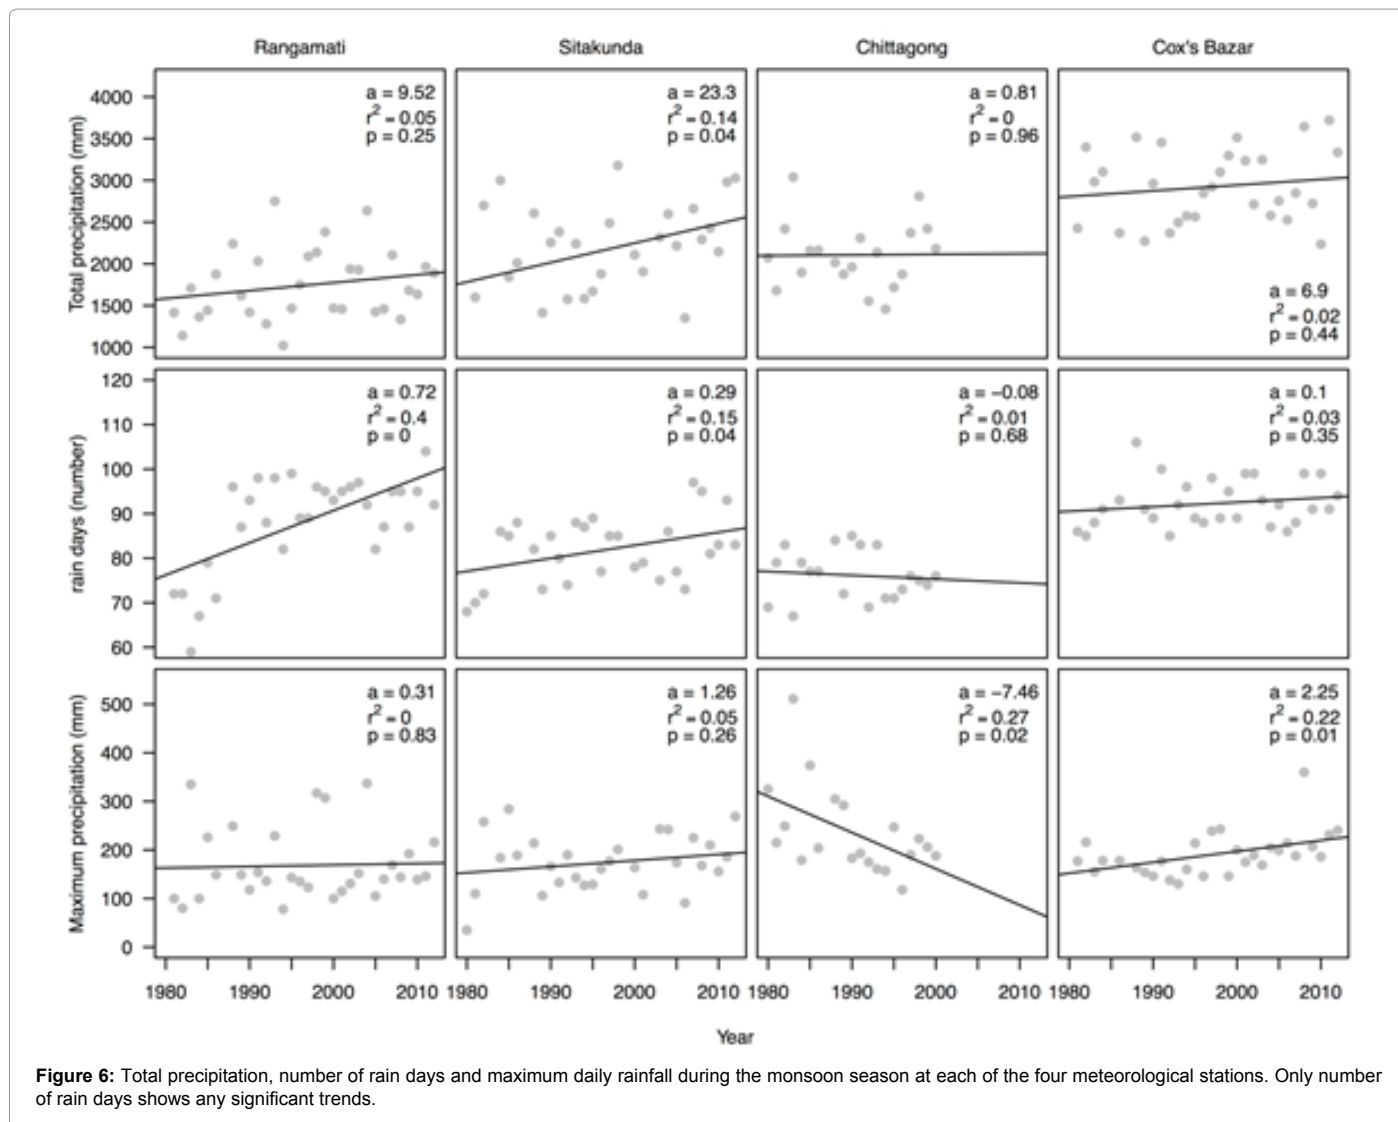 Rangamati Sitakunda Chittagong Cox's Bazar
Total precipitation (mm)
4000
3500
3000
2500
2000
1500
1000
a = 9.52
r² = 0.05
p = 0.25
a = 23.3
r² = 0.14
p = 0.04
a = 0.81
r² = 0
p = 0.96
a = 6.9
r² = 0.02
p = 0.44
rain days (number)
120
110
100
90
80
70
60
a = 0.72
r² = 0.4
p = 0
a = 0.29
r² = 0.15
p = 0.04
a = −0.08
r² = 0.01
p = 0.68
a = 0.1
r² = 0.03
p = 0.35
Maximum precipitation (mm)
500
400
300
200
100
0
a = 0.31
r² = 0
p = 0.83
a = 1.26
r² = 0.05
p = 0.26
a = −7.46
r² = 0.27
p = 0.02
a = 2.25
r² = 0.22
p = 0.01
1980 1990 2000 2010 1980 1990 2000 2010 1980 1990 2000 2010 1980 1990 2000 2010
Year
Figure 6: Total precipitation, number of rain days and maximum daily rainfall during the monsoon season at each of the four meteorological stations. Only number
of rain days shows any significant trends.